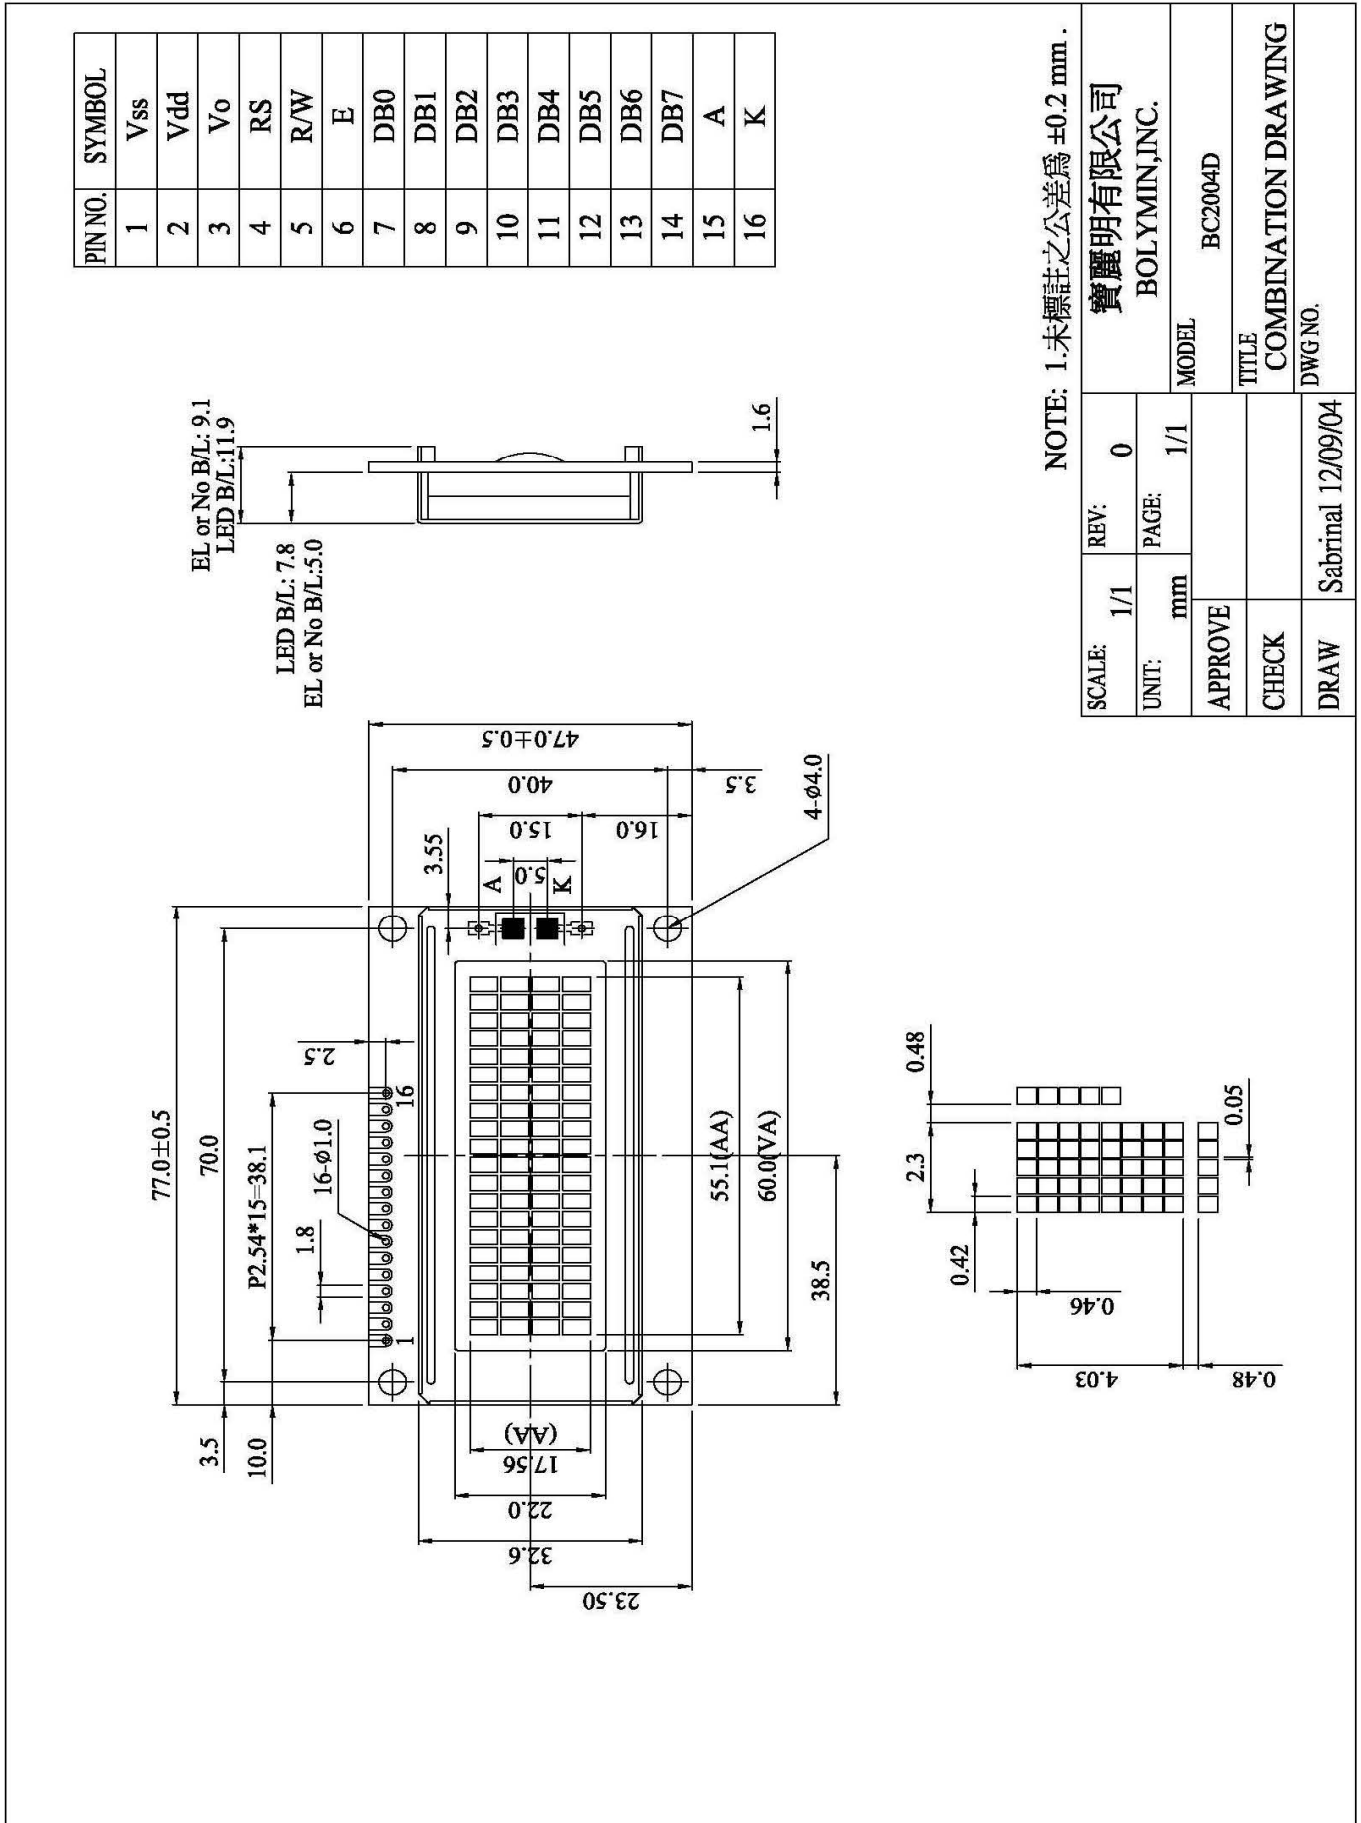 PIN NO. SYMBOL
1 Vss
2 Vdd
3 Vo
4 RS
5 R/W
6 E
7 DB0
8 DB1
9 DB2
10 DB3
11 DB4
12 DB5
13 DB6
14 DB7
15 A
16 K
EL or No B/L: 9.1
LED B/L:11.9
LED B/L: 7.8
EL or No B/L:5.0
1.6
77.0±0.5
70.0
3.5
10.0
P2.54*15=38.1
2.5
1.8
16-ø1.0
1
16
47.0±0.5
40.0
3.5
3.55
15.0
16.0
A
5.0
K
4-ø4.0
17.56
(AA)
22.0
32.6
23.50
55.1(AA)
60.0(VA)
38.5
0.48
2.3
0.42
0.05
0.46
4.03
0.48
NOTE: 1.未標註之公差爲 ±0.2 mm .
SCALE: 1/1
REV: 0
寶麗明有限公司
BOLYMIN,INC.
UNIT: mm
PAGE: 1/1
MODEL
BC2004D
APPROVE
CHECK
TITLE
COMBINATION DRAWING
DRAW Sabrinal 12/09/04
DWG NO.